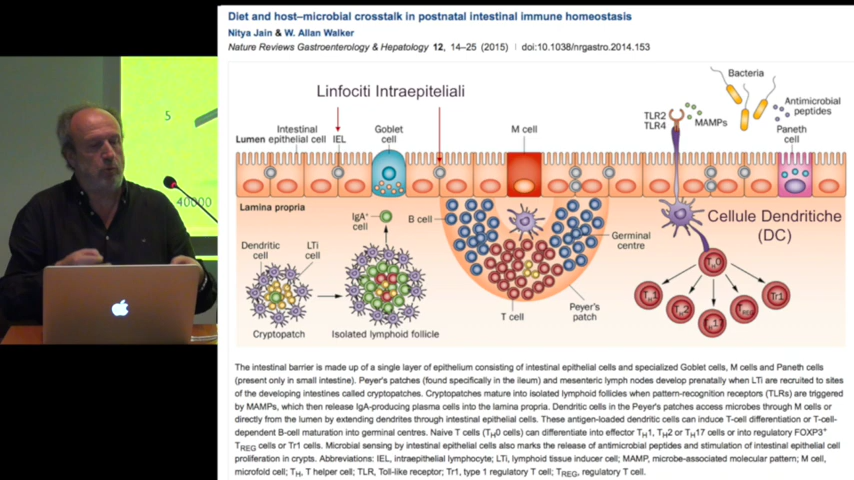 Diet and host–microbial crosstalk in postnatal intestinal immune homeostasis
Nitya Jain & W. Allan Walker
Nature Reviews Gastroenterology & Hepatology 12, 14–25 (2015) | doi:10.1038/nrgastro.2014.153
Linfociti Intraepiteliali
Bacteria
Antimicrobial
peptides
TLR2
TLR4
MAMPs
Paneth
cell
Intestinal
Lumen epithelial cell
IEL
Goblet
cell
M cell
5
40000
Lamina propria
IgA+
cell
B cell
Germinal
centre
Cellule Dendritiche
(DC)
Dendritic
cell
LTi
cell
TH0
TH1
TH2
TH17
TREG
Tr1
Cryptopatch
Isolated lymphoid follicle
T cell
Peyer's
patch
The intestinal barrier is made up of a single layer of epithelium consisting of intestinal epithelial cells and specialized Goblet cells, M cells and Paneth cells
(present only in small intestine). Peyer's patches (found specifically in the ileum) and mesenteric lymph nodes develop prenatally when LTi are recruited to sites
of the developing intestines called cryptopatches. Cryptopatches mature into isolated lymphoid follicles when pattern-recognition receptors (TLRs) are triggered
by MAMPs, which then release IgA-producing plasma cells into the lamina propria. Dendritic cells in the Peyer's patches access microbes through M cells or
directly from the lumen by extending dendrites through intestinal epithelial cells. These antigen-loaded dendritic cells can induce T-cell differentiation or T-cell-
dependent B-cell maturation into germinal centres. Naive T cells (TH0 cells) can differentiate into effector TH1, TH2 or TH17 cells or into regulatory FOXP3+
TREG cells or Tr1 cells. Microbial sensing by intestinal epithelial cells also marks the release of antimicrobial peptides and stimulation of intestinal epithelial cell
proliferation in crypts. Abbreviations: IEL, intraepithelial lymphocyte; LTi, lymphoid tissue inducer cell; MAMP, microbe-associated molecular pattern; M cell,
microfold cell; TH, T helper cell; TLR, Toll-like receptor; Tr1, type 1 regulatory T cell; TREG, regulatory T cell.